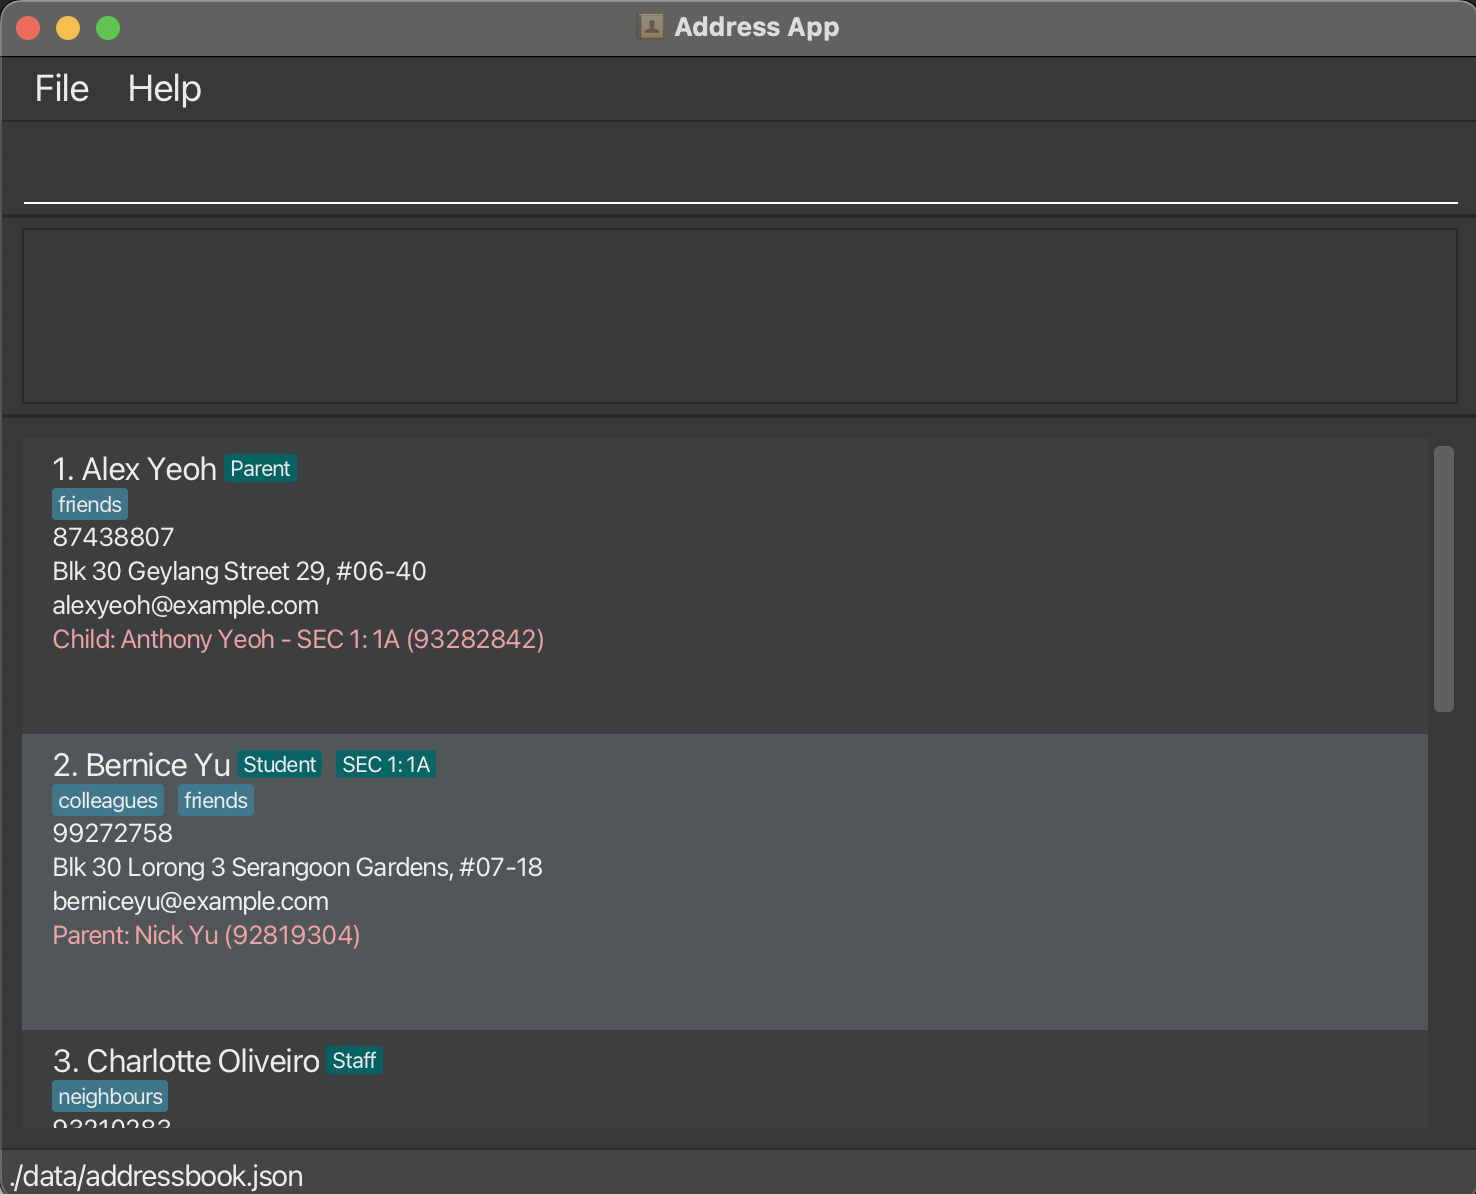 Address App
File Help
1. Alex Yeoh Parent
friends
87438807
Blk 30 Geylang Street 29, #06-40
alexyeoh@example.com
Child: Anthony Yeoh - SEC 1: 1A (93282842)
2. Bernice Yu Student SEC 1: 1A
colleagues friends
99272758
Blk 30 Lorong 3 Serangoon Gardens, #07-18
berniceyu@example.com
Parent: Nick Yu (92819304)
3. Charlotte Oliveiro Staff
neighbours
93210283
./data/addressbook.json